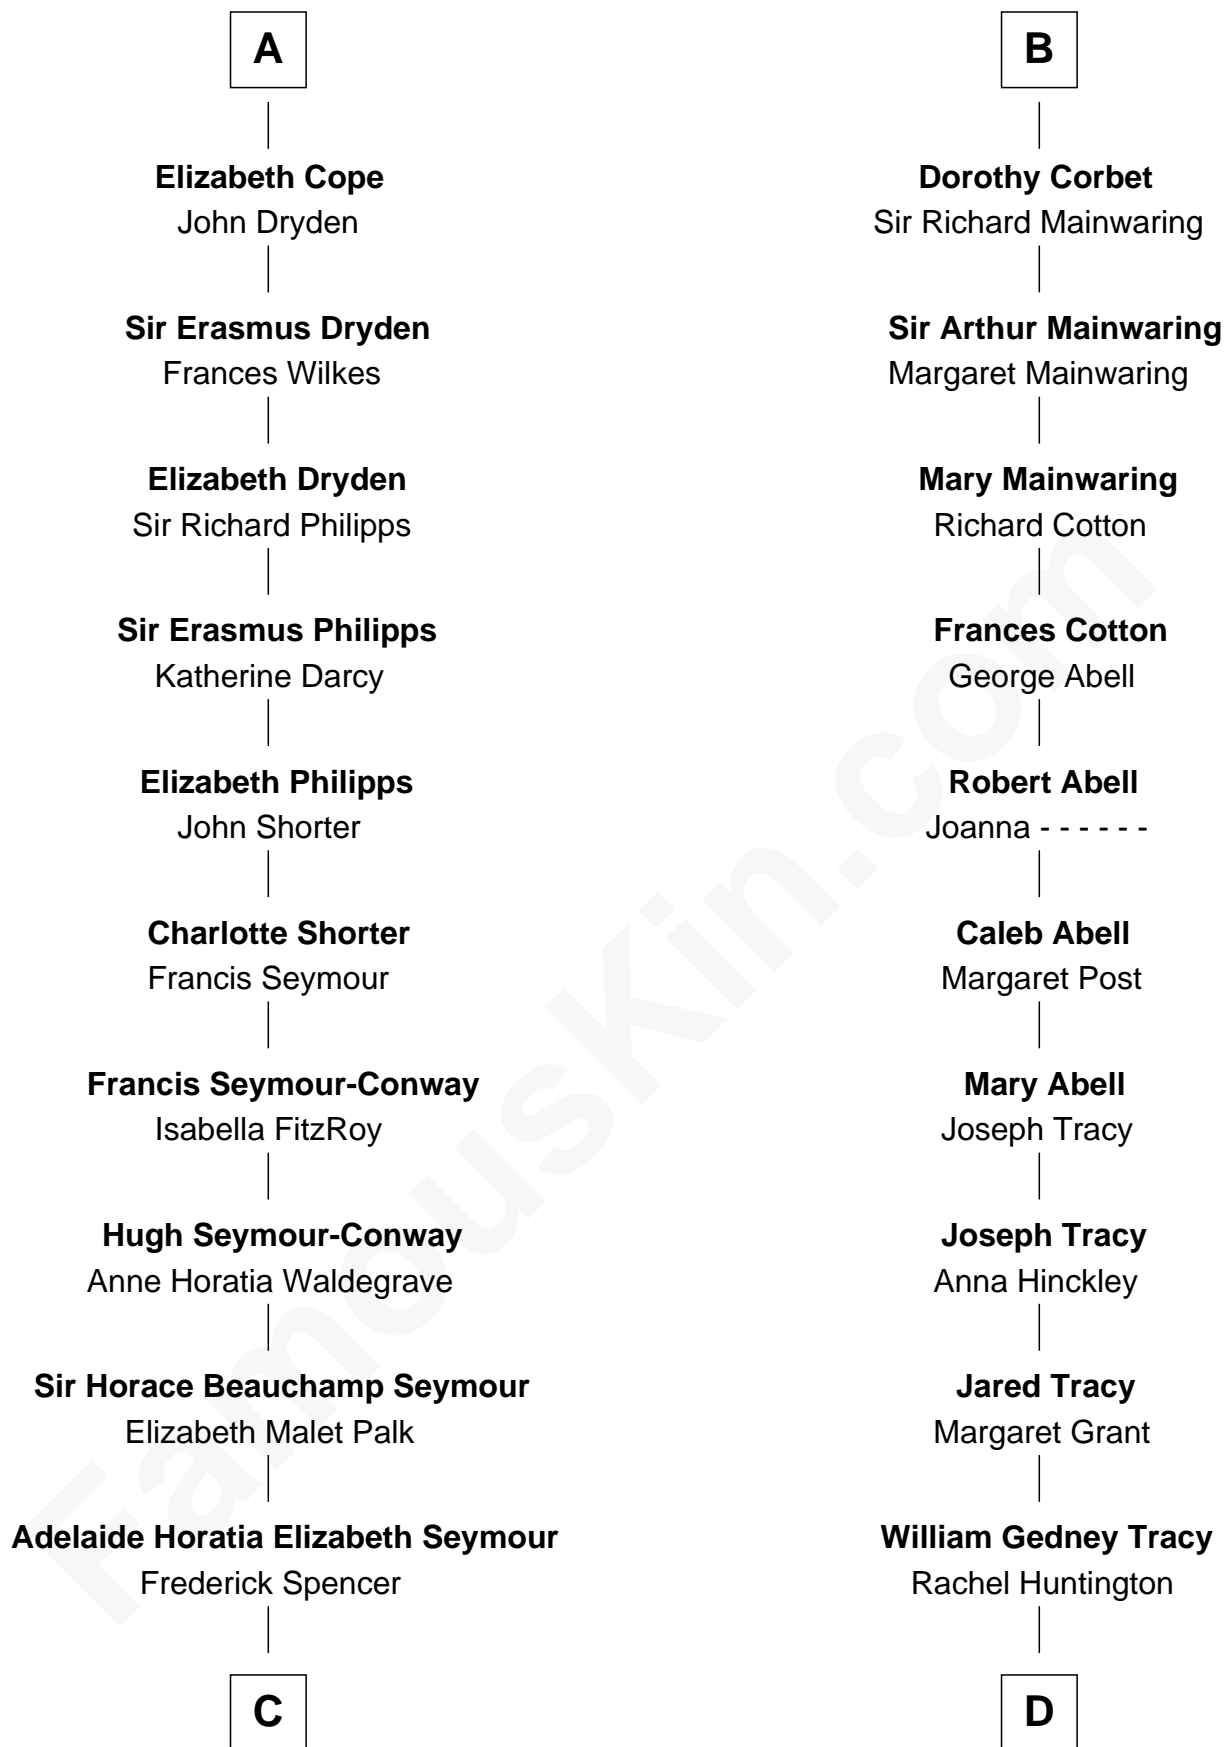 A
Elizabeth Cope
John Dryden
Sir Erasmus Dryden
Frances Wilkes
Elizabeth Dryden
Sir Richard Philipps
Sir Erasmus Philipps
Katherine Darcy
Elizabeth Philipps
John Shorter
Charlotte Shorter
Francis Seymour
Francis Seymour-Conway
Isabella FitzRoy
Hugh Seymour-Conway
Anne Horatia Waldegrave
Sir Horace Beauchamp Seymour
Elizabeth Malet Palk
Adelaide Horatia Elizabeth Seymour
Frederick Spencer
C
B
Dorothy Corbet
Sir Richard Mainwaring
Sir Arthur Mainwaring
Margaret Mainwaring
Mary Mainwaring
Richard Cotton
Frances Cotton
George Abell
Robert Abell
Joanna - - - - - -
Caleb Abell
Margaret Post
Mary Abell
Joseph Tracy
Joseph Tracy
Anna Hinckley
Jared Tracy
Margaret Grant
William Gedney Tracy
Rachel Huntington
D
FamousKin.com